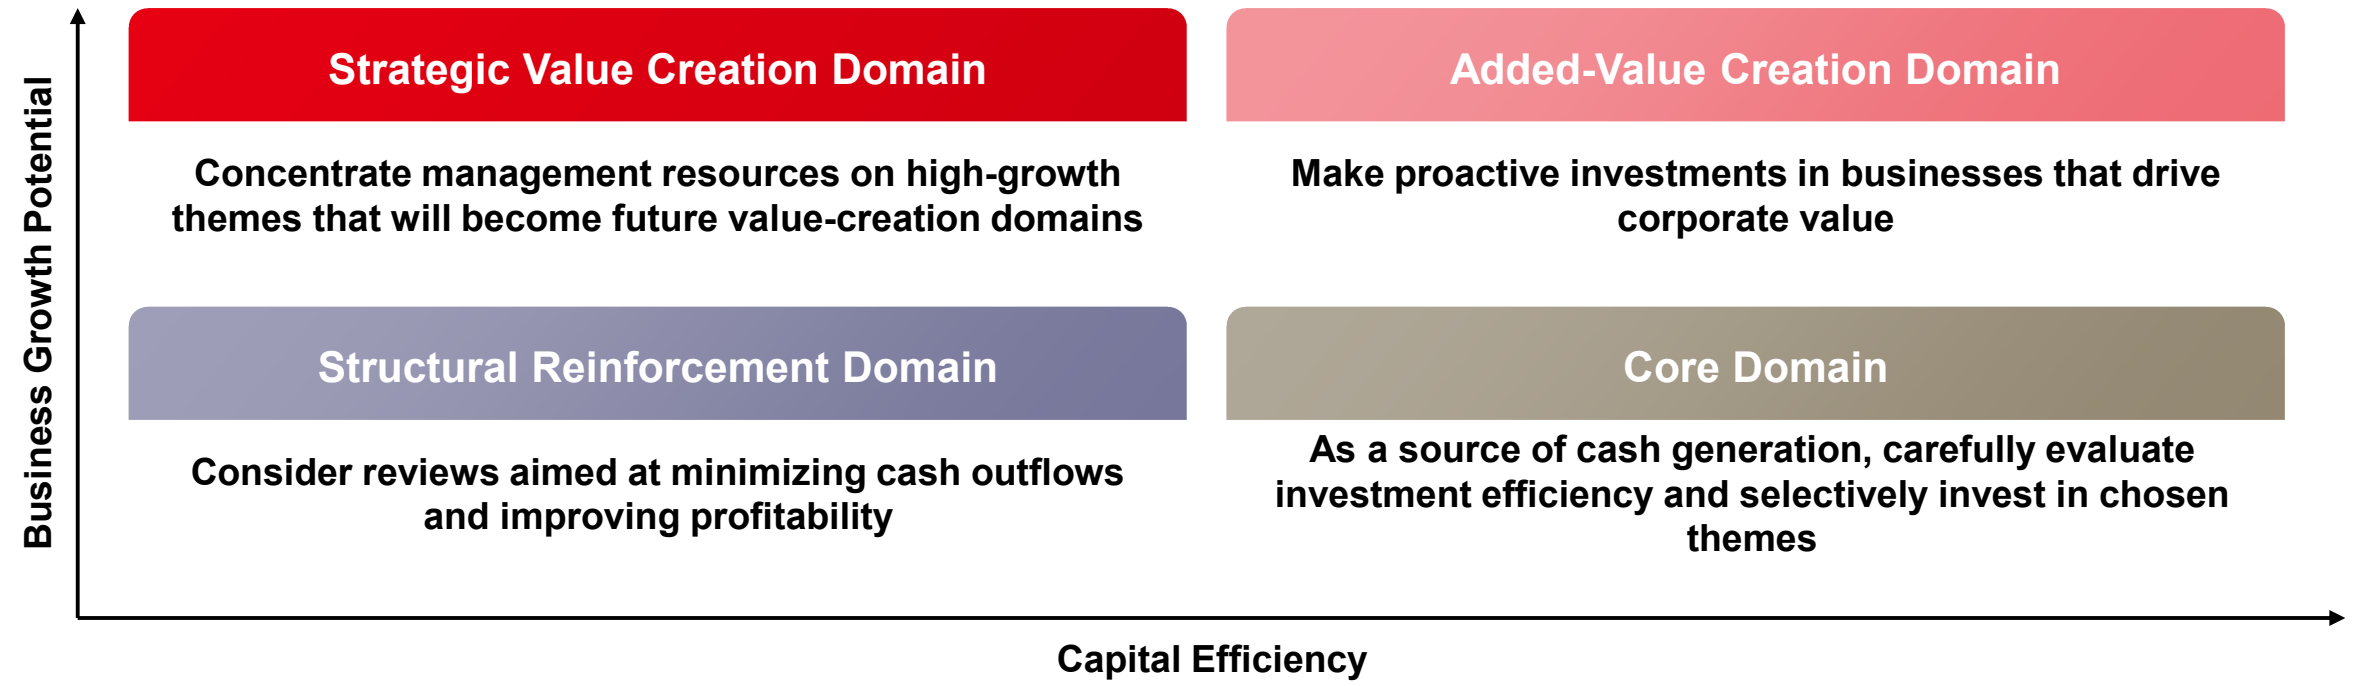 Business Growth Potential
Strategic Value Creation Domain
Concentrate management resources on high-growth
themes that will become future value-creation domains
Added-Value Creation Domain
Make proactive investments in businesses that drive
corporate value
Structural Reinforcement Domain
Consider reviews aimed at minimizing cash outflows
and improving profitability
Core Domain
As a source of cash generation, carefully evaluate
investment efficiency and selectively invest in chosen
themes
Capital Efficiency